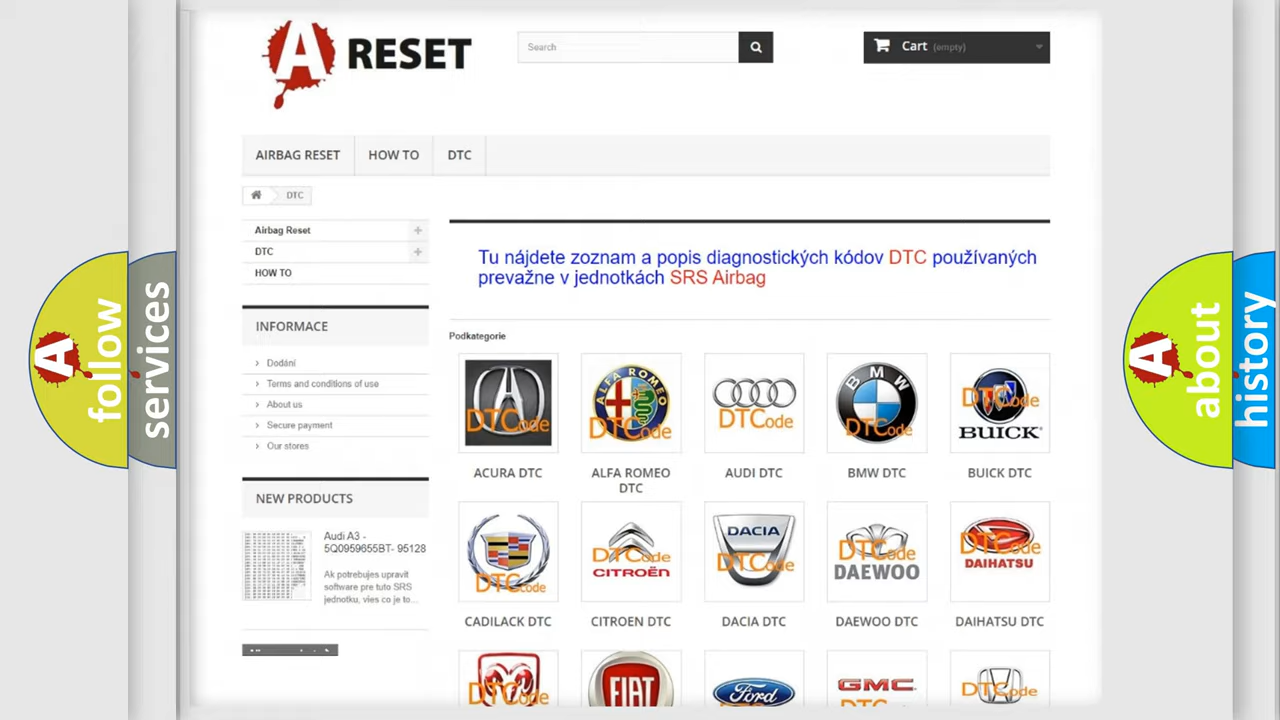 A RESET
Search
Cart (empty)
AIRBAG RESET
HOW TO
DTC
DTC
Airbag Reset
DTC
HOW TO
INFORMACE
Dodání
Terms and conditions of use
About us
Secure payment
Our stores
NEW PRODUCTS
Audi A3 -
5Q0959655BT- 95128
Ak potrebujes upravit
software pre tuto SRS
jednotku, vies co je to...
Tu nájdete zoznam a popis diagnostických kódov DTC používaných
prevažne v jednotkách SRS Airbag
Podkategorie
DTCode
ALFA ROMEO
DTCode
DTCode
BMW
DTCode
DTCode
BUICK
ACURA DTC
ALFA ROMEO
DTC
AUDI DTC
BMW DTC
BUICK DTC
DTCode
DTCode
CITROËN
DACIA
DTCode
DTCode
DAEWOO
DTCode
DAIHATSU
CADILACK DTC
CITROEN DTC
DACIA DTC
DAEWOO DTC
DAIHATSU DTC
DTCode
FIAT
Ford
GMC
DTCode
A follow
services
A about
history